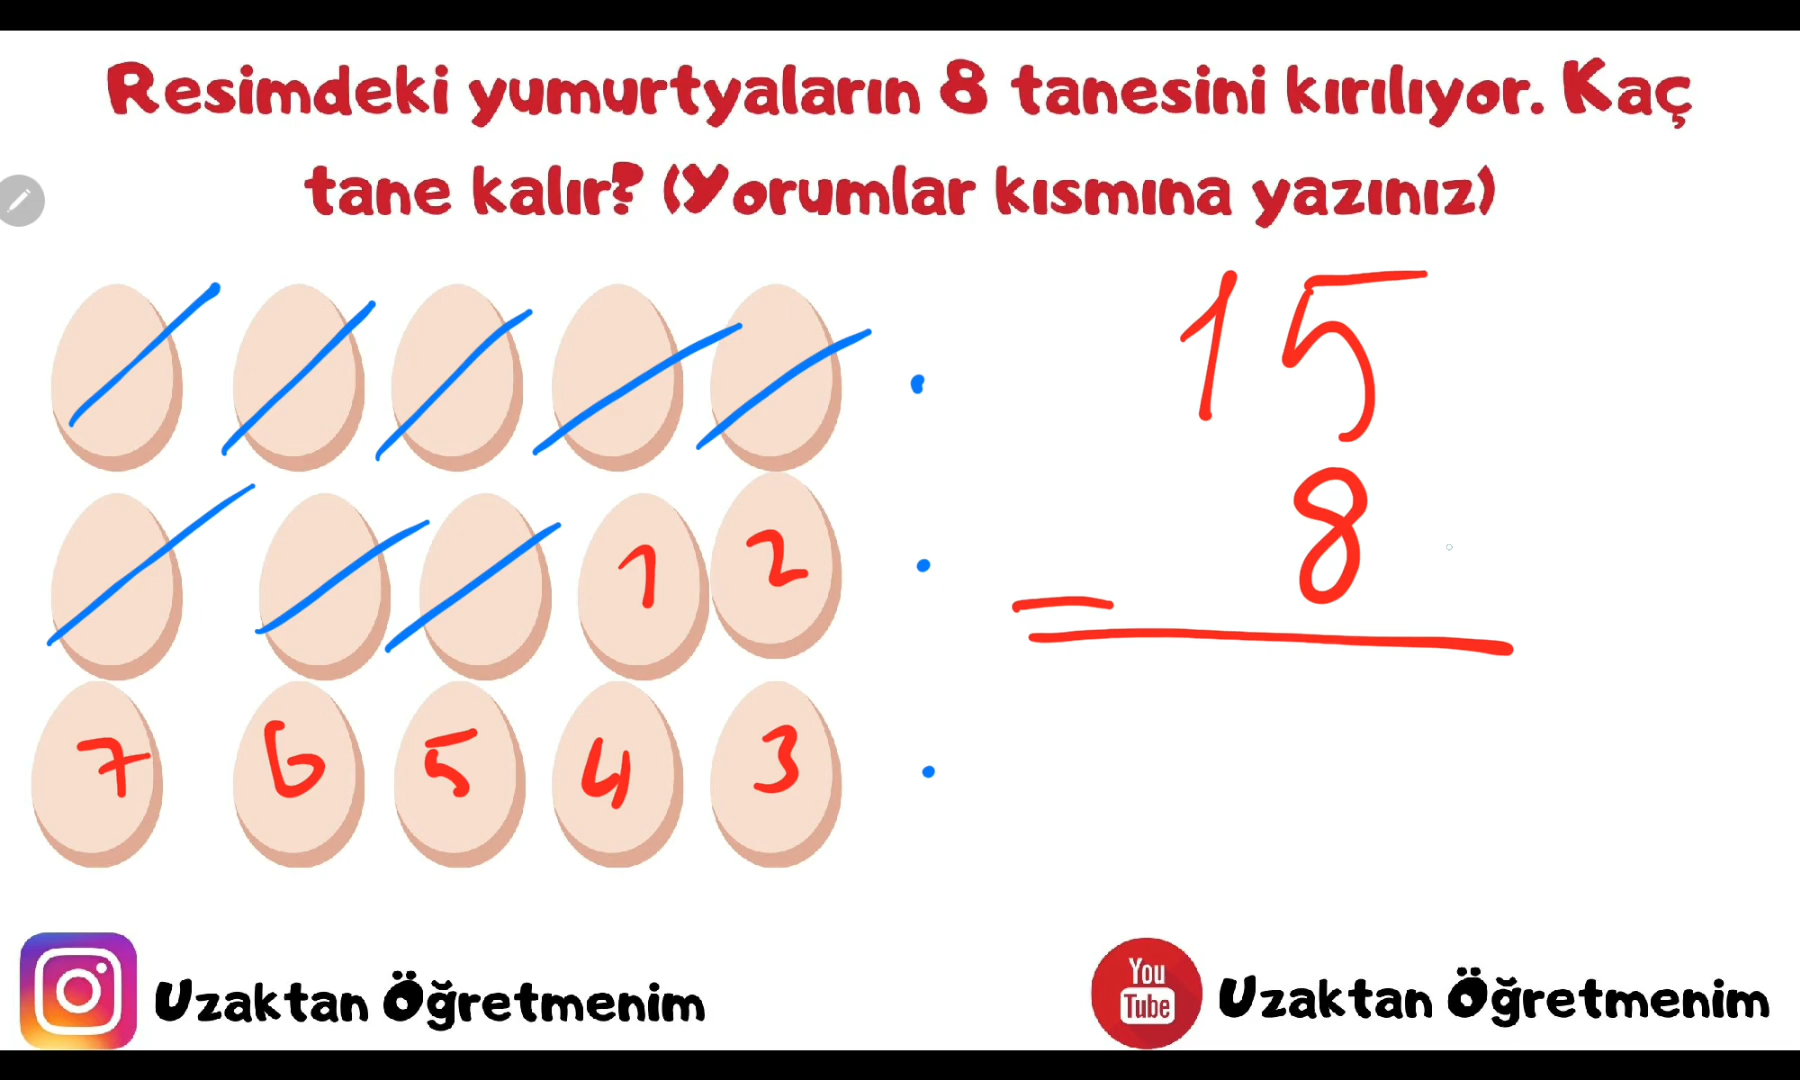 Resimdeki yumurtyaların 8 tanesini kırılıyor. Kaç
tane kalır? (Yorumlar kısmına yazınız)
15
8
1 2
7 6 5 4 3
Uzaktan Öğretmenim
You
Tube
Uzaktan Öğretmenim